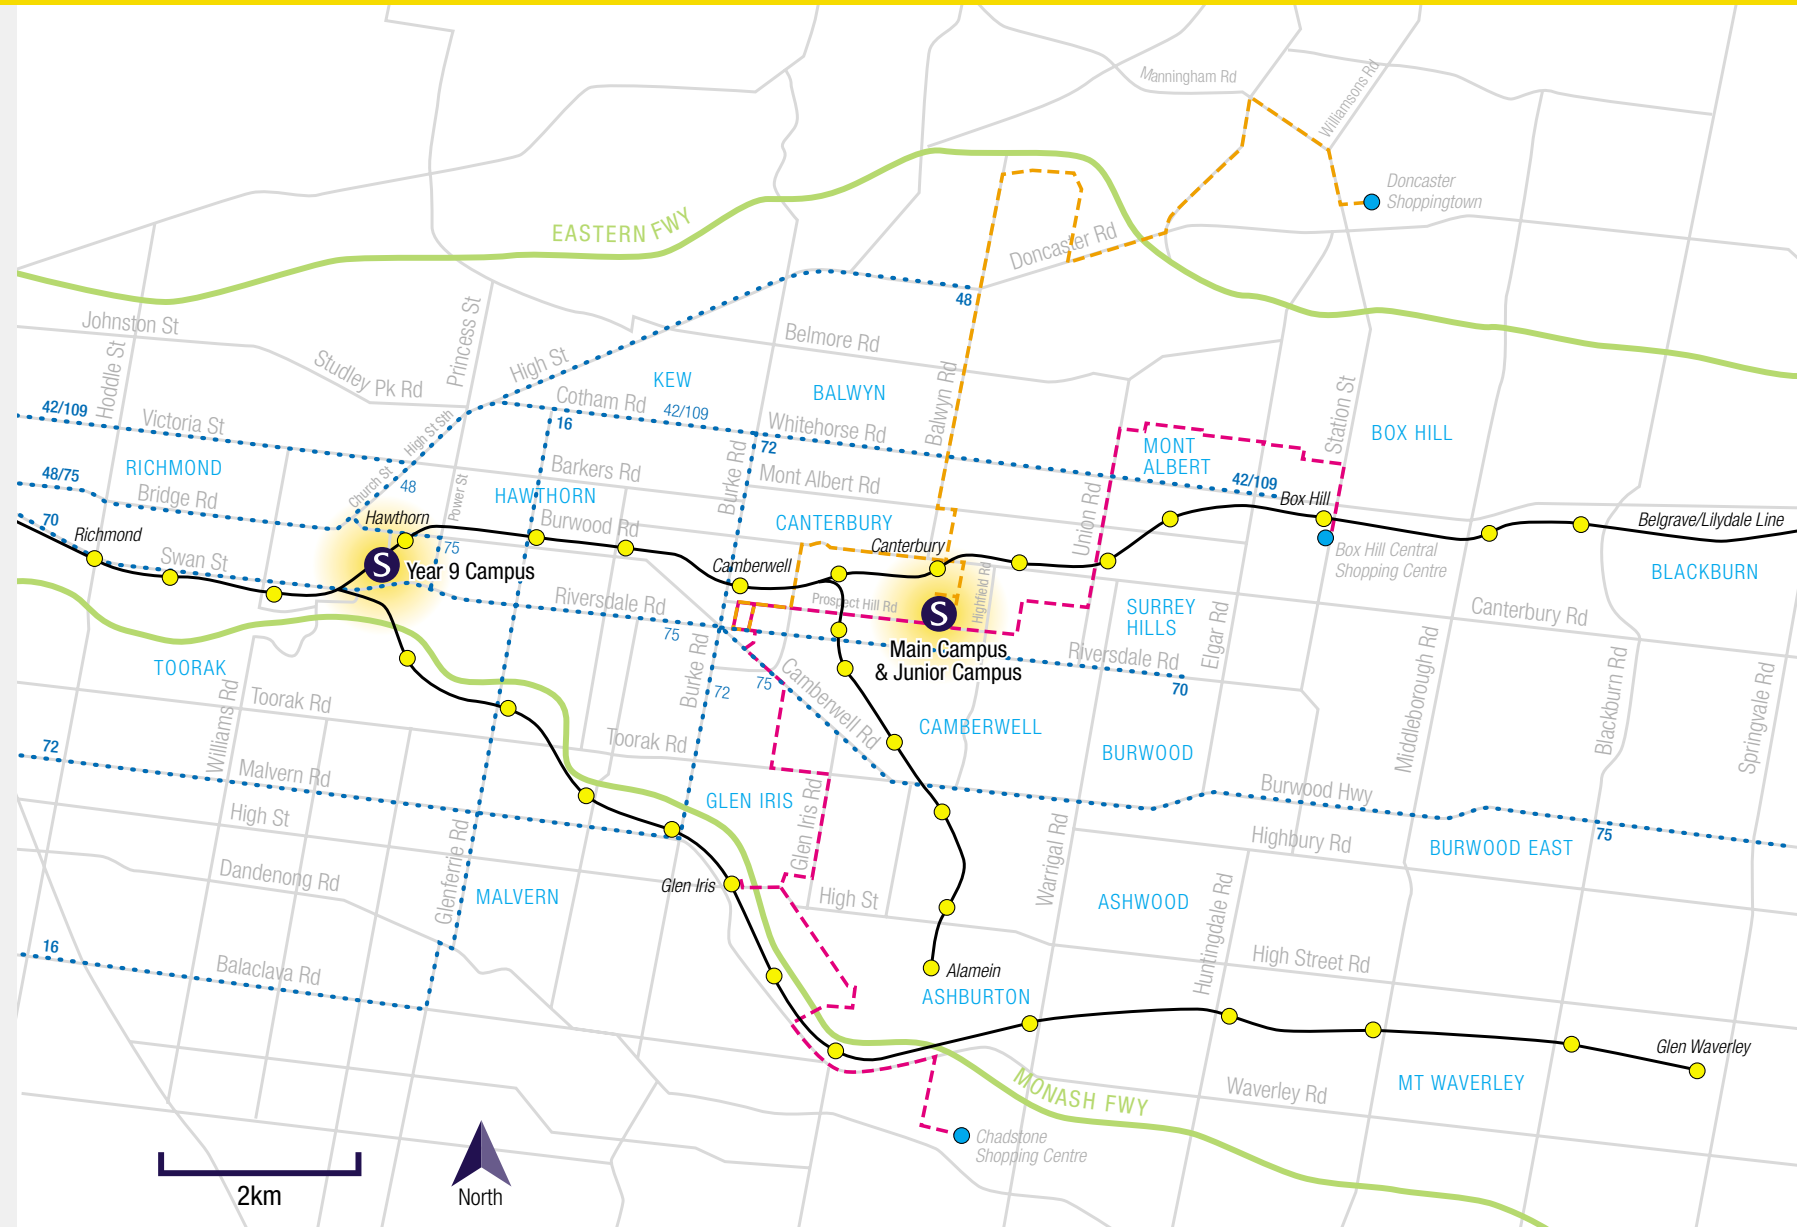 Manningham Rd
Williamsons Rd
Doncaster
Shoppingtown
EASTERN FWY
Doncaster Rd
48
Johnston St
Hoddle St
Princess St
Studley Pk Rd
High St
Belmore Rd
KEW
BALWYN
Balwyn Rd
Station St
BOX HILL
42/109
Victoria St
High St Sth
Cotham Rd
42/109
16
Whitehorse Rd
72
MONT
ALBERT
RICHMOND
Barkers Rd
Burke Rd
Mont Albert Rd
42/109
Box Hill
48/75
Bridge Rd
Church St
48
Power St
HAWTHORN
Union Rd
70
Richmond
Hawthorn
Burwood Rd
CANTERBURY
Canterbury
Belgrave/Lilydale Line
Box Hill Central
Shopping Centre
Swan St
75
S
Year 9 Campus
Camberwell
BLACKBURN
Riversdale Rd
Prospect Hill Rd
Highfield Rd
S
SURREY
HILLS
Elgar Rd
Canterbury Rd
75
Main Campus
& Junior Campus
Riversdale Rd
70
TOORAK
Williams Rd
Toorak Rd
Burke Rd
72
75
Camberwell Rd
CAMBERWELL
Middleborough Rd
Blackburn Rd
Springvale Rd
72
Malvern Rd
Toorak Rd
BURWOOD
GLEN IRIS
Glen Iris Rd
Burwood Hwy
High St
Glenferrie Rd
Highbury Rd
75
BURWOOD EAST
Dandenong Rd
MALVERN
Glen Iris
High St
Warrigal Rd
ASHWOOD
Huntingdale Rd
16
Balaclava Rd
Alamein
ASHBURTON
High Street Rd
Glen Waverley
MONASH FWY
Waverley Rd
MT WAVERLEY
Chadstone
Shopping Centre
2km
North